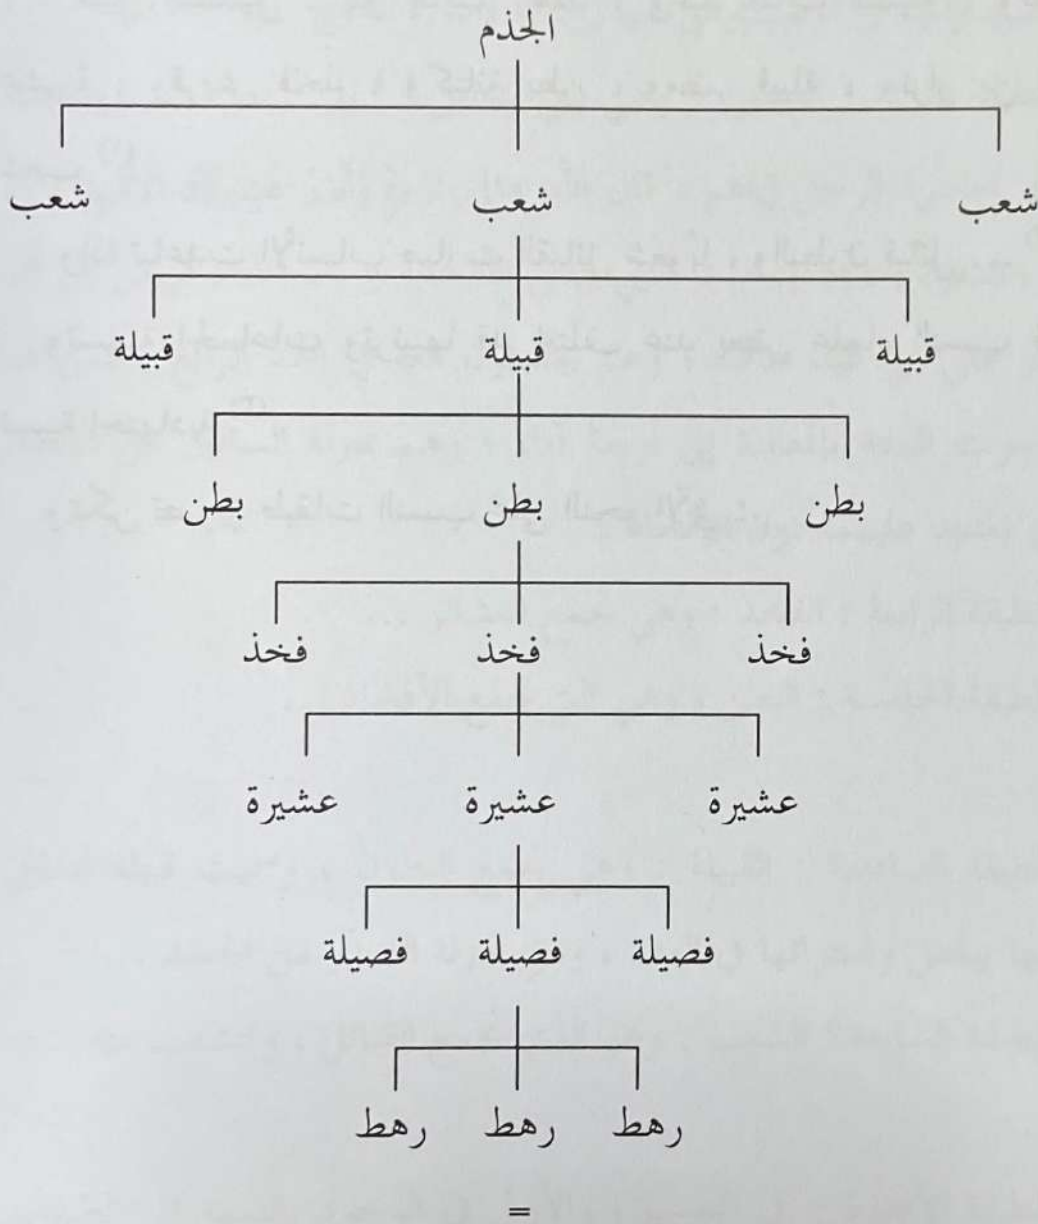 الجذم
شعب شعب شعب
قبيلة قبيلة قبيلة
بطن بطن بطن
فخذ فخذ فخذ
عشيرة عشيرة عشيرة
فصيلة فصيلة فصيلة
رهط رهط رهط
=